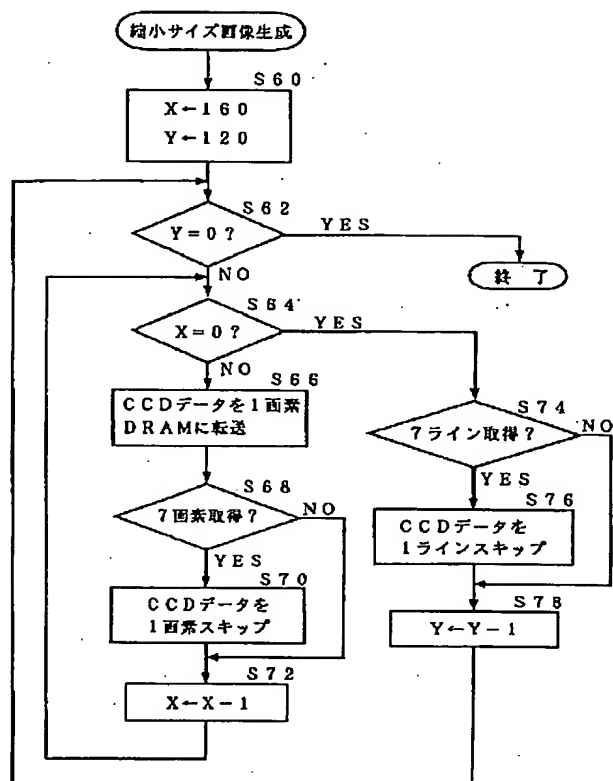 縮小サイズ画像生成
S60
X←160
Y←120
S62
Y=0?
YES
NO
終了
S64
X=0?
YES
NO
S66
CCDデータを1画素
DRAMに転送
S68
7画素取得?
NO
YES
S70
CCDデータを
1画素スキップ
S72
X←X-1
S74
7ライン取得?
NO
YES
S76
CCDデータを
1ラインスキップ
S78
Y←Y-1